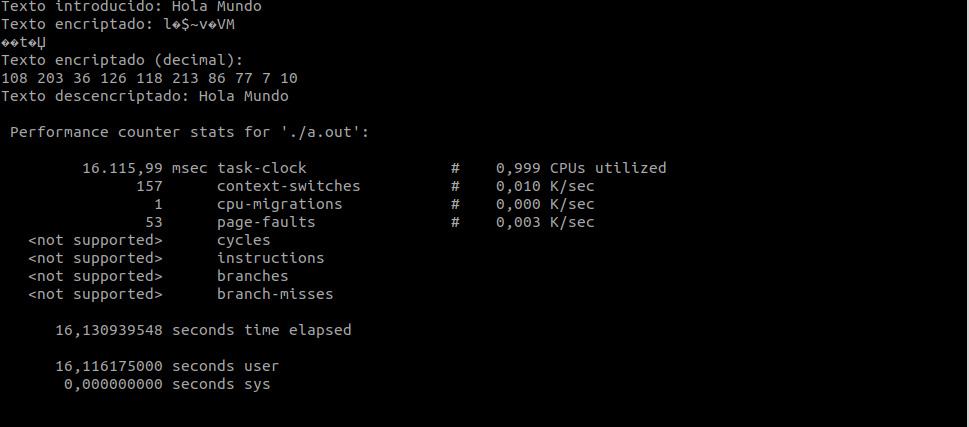 Texto introducido: Hola Mundo
Texto encriptado: l�$~v�VM
��t�Џ
Texto encriptado (decimal):
108 203 36 126 118 213 86 77 7 10
Texto descencriptado: Hola Mundo
Performance counter stats for './a.out':
16.115,99 msec task-clock # 0,999 CPUs utilized
157 context-switches # 0,010 K/sec
1 cpu-migrations # 0,000 K/sec
53 page-faults # 0,003 K/sec
<not supported> cycles
<not supported> instructions
<not supported> branches
<not supported> branch-misses
16,130939548 seconds time elapsed
16,116175000 seconds user
0,000000000 seconds sys